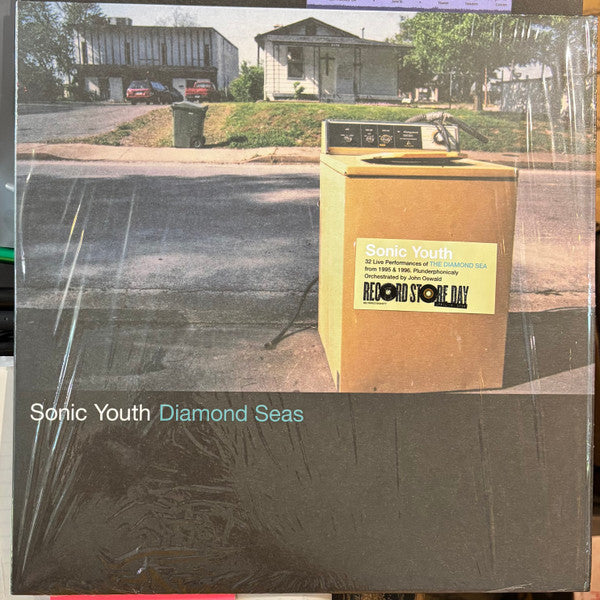 Sonic Youth
32 Live Performances of THE DIAMOND SEA
from 1995 & 1996. Plunderphonicaly
Orchestrated by John Oswald
RECORD STORE DAY
Sonic Youth Diamond Seas